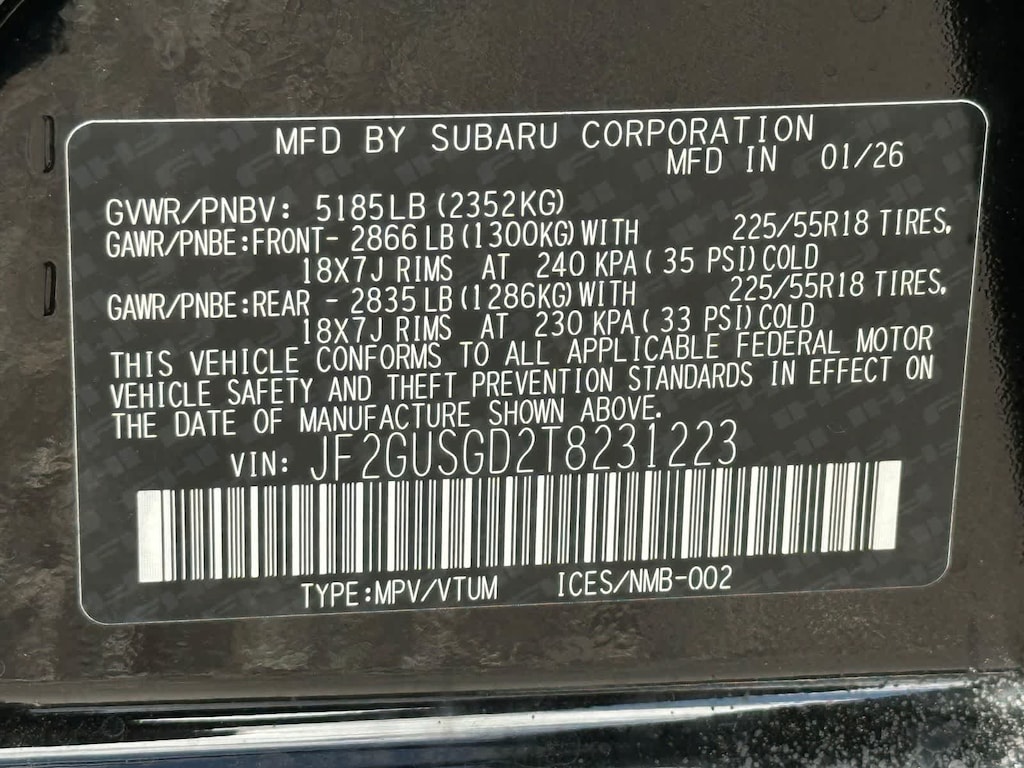 MFD BY SUBARU CORPORATION
MFD IN 01/26
GVWR/PNBV: 5185LB (2352KG)
GAWR/PNBE:FRONT- 2866 LB (1300KG) WITH 225/55R18 TIRES,
18X7J RIMS AT 240 KPA ( 35 PSI) COLD
GAWR/PNBE:REAR - 2835 LB (1286KG) WITH 225/55R18 TIRES,
18X7J RIMS AT 230 KPA ( 33 PSI) COLD
THIS VEHICLE CONFORMS TO ALL APPLICABLE FEDERAL MOTOR
VEHICLE SAFETY AND THEFT PREVENTION STANDARDS IN EFFECT ON
THE DATE OF MANUFACTURE SHOWN ABOVE.
VIN: JF2GUSGD2T8231223
TYPE:MPV/VTUM ICES/NMB-002